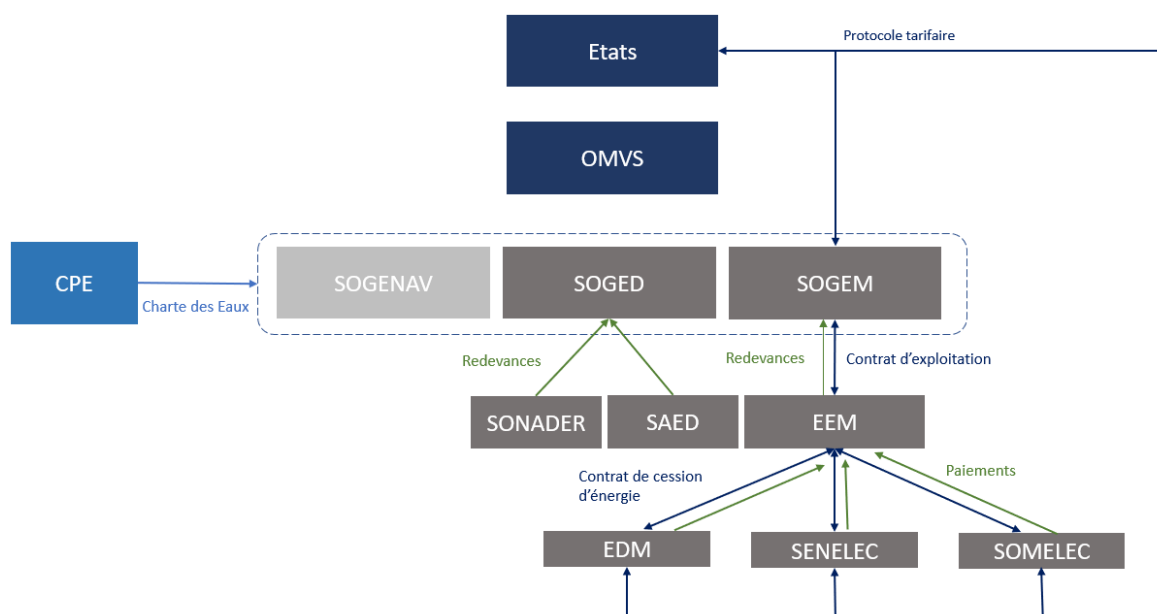 Etats
Protocole tarifaire
OMVS
CPE
Charte des Eaux
SOGENAV
SOGED
SOGEM
Redevances
Redevances
Contrat d’exploitation
SONADER
SAED
EEM
Contrat de cession
d’énergie
Paiements
EDM
SENELEC
SOMELEC